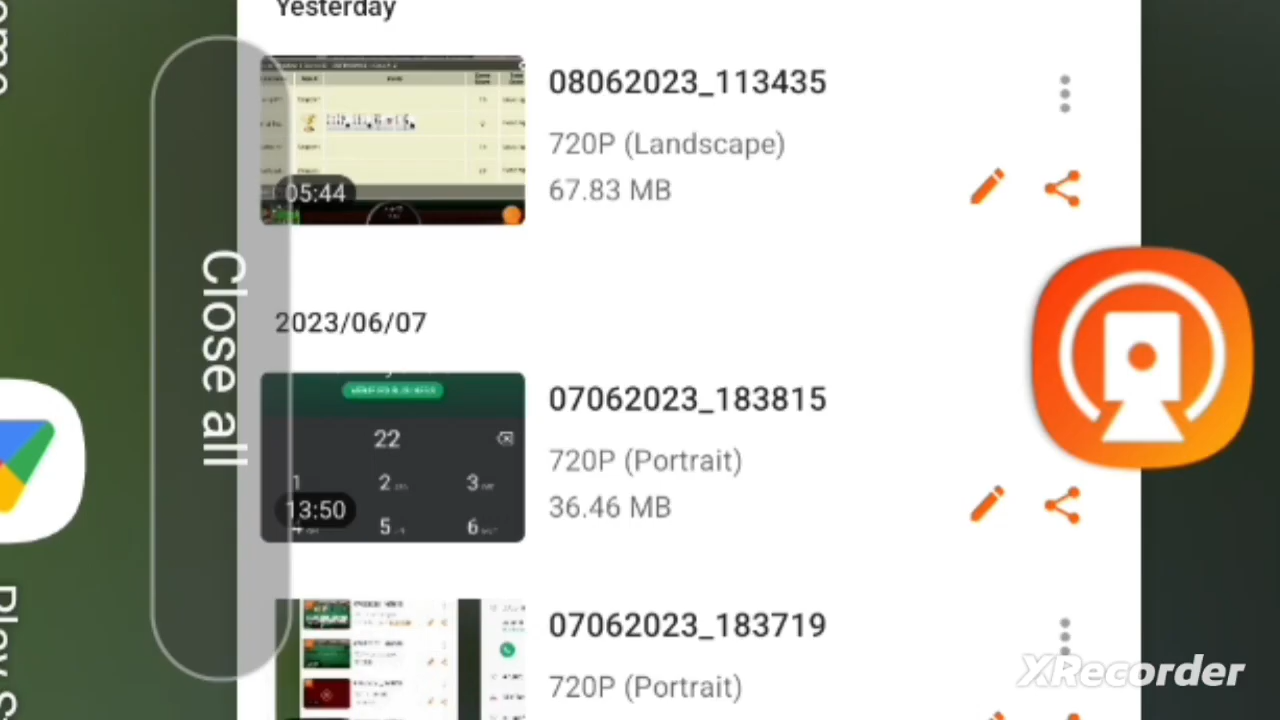 Yesterday
08062023_113435
720P (Landscape)
67.83 MB
05:44
2023/06/07
07062023_183815
720P (Portrait)
36.46 MB
22
1
2
3
13:50
4
5
6
07062023_183719
720P (Portrait)
Close all
XRecorder